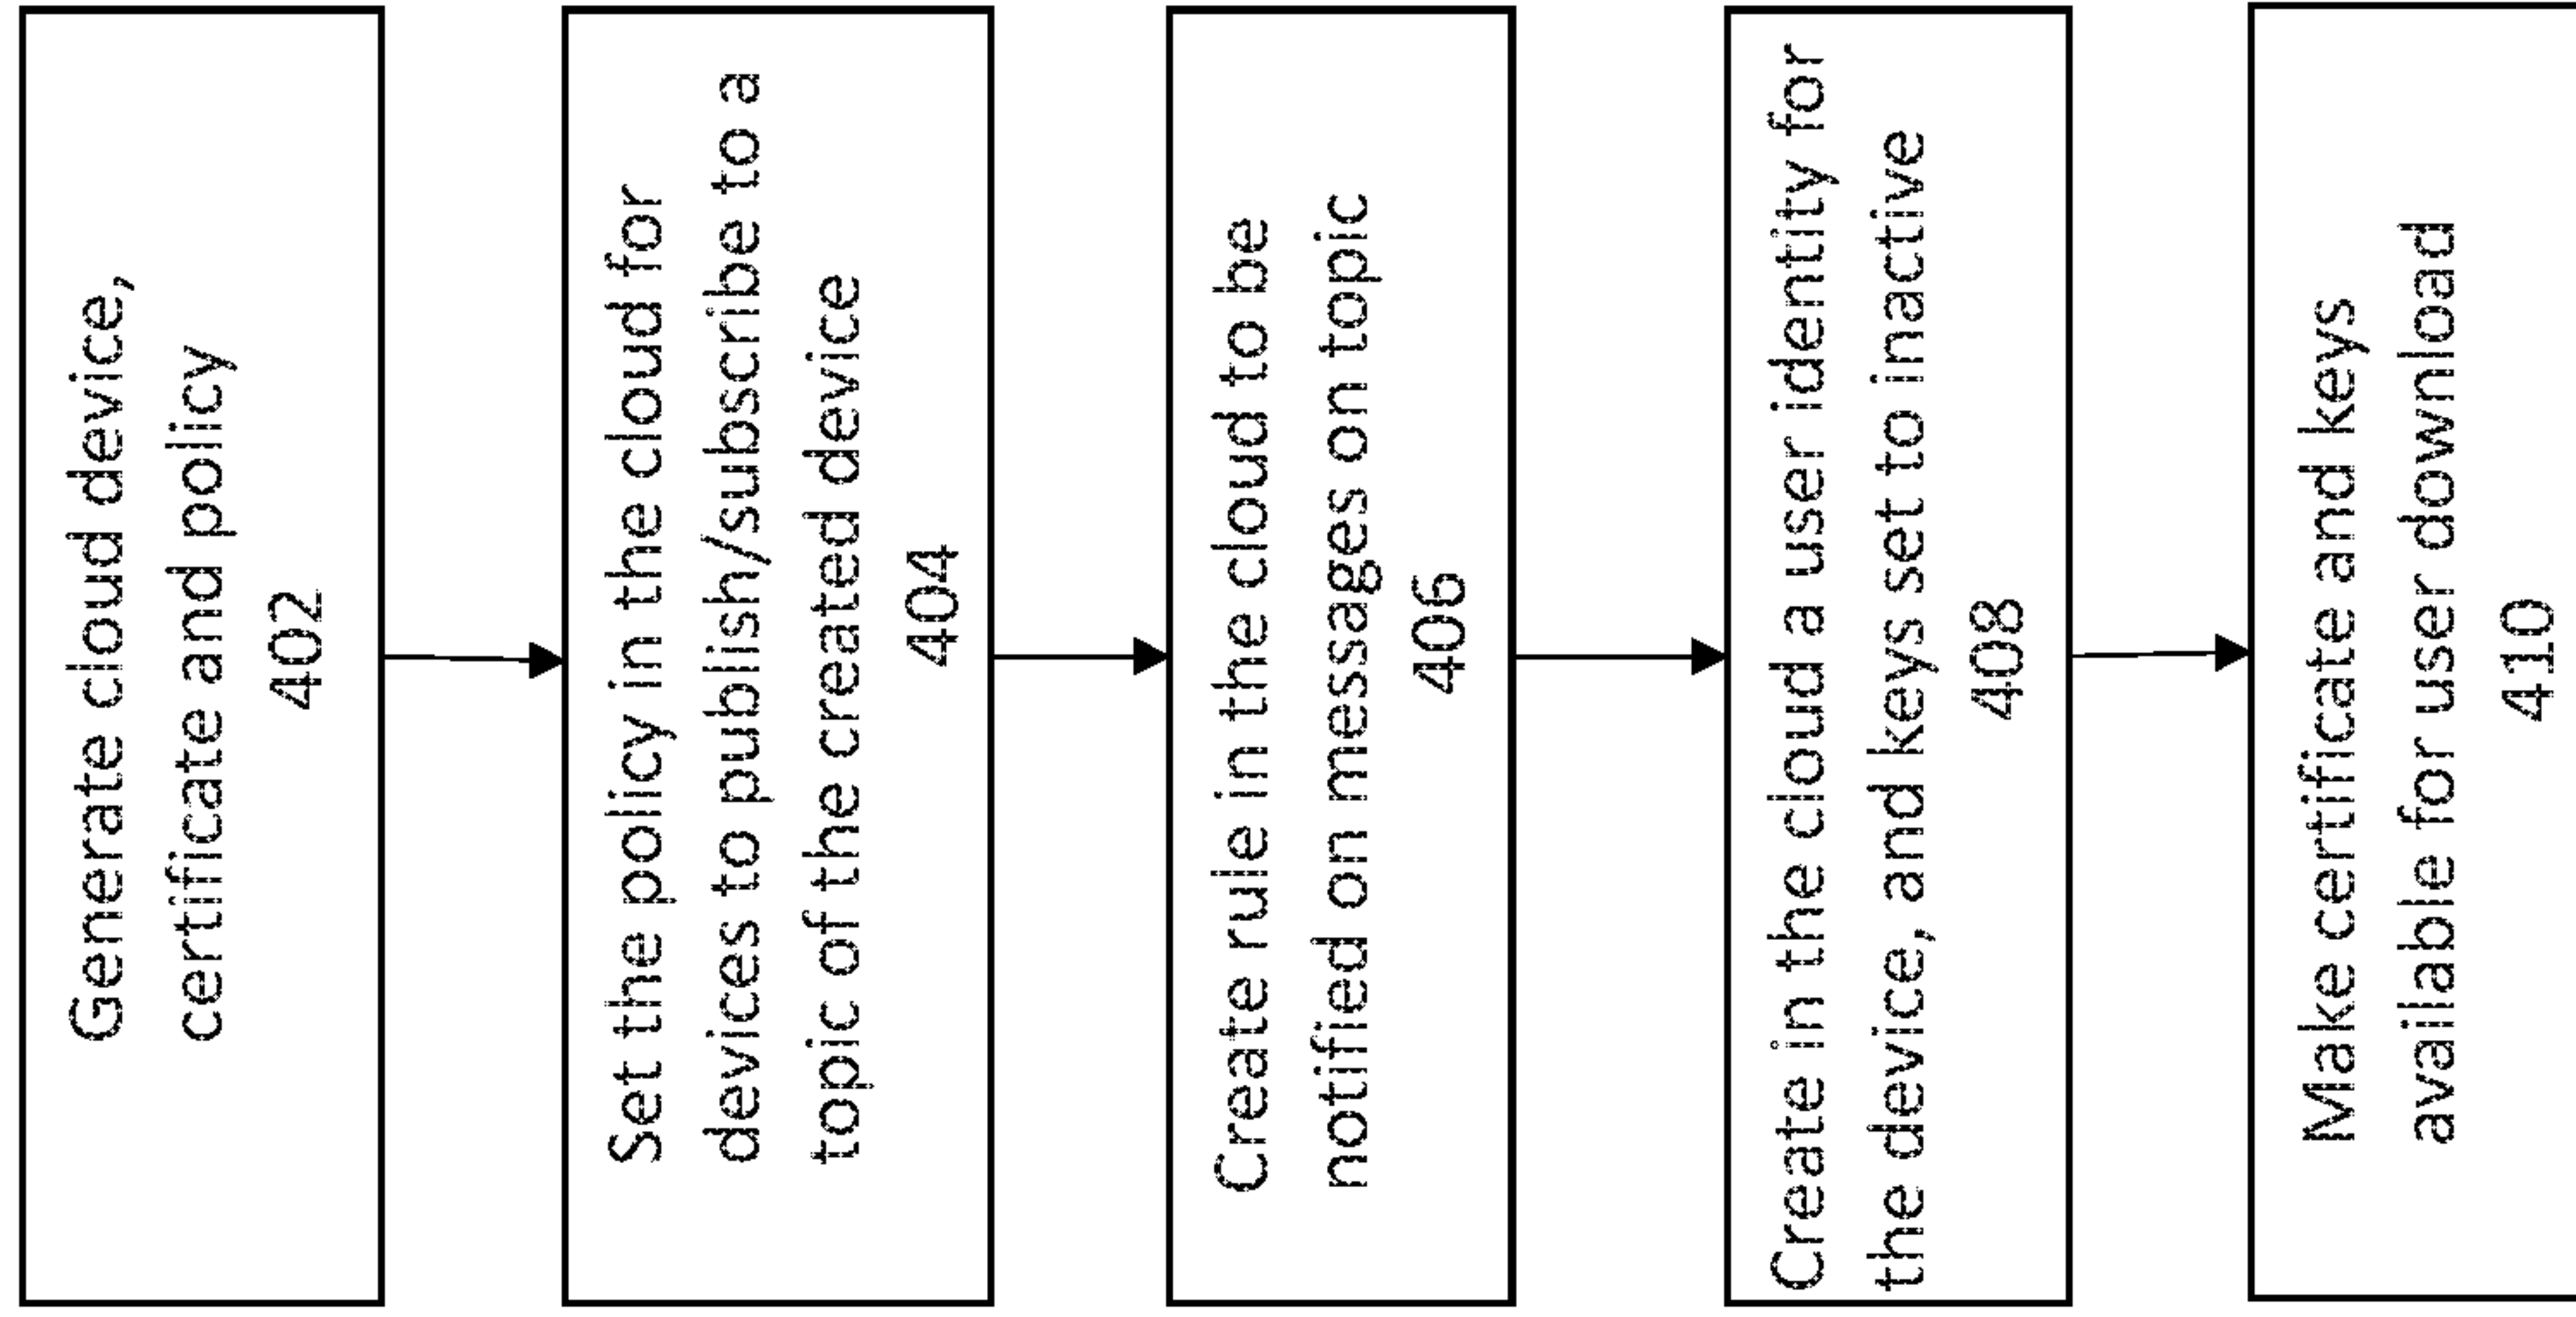 Generate cloud device,
certificate and policy
402
Set the policy in the cloud for
devices to publish/subscribe to a
topic of the created device
404
Create rule in the cloud to be
notified on messages on topic
406
Create in the cloud a user identity for
the device, and keys set to inactive
408
Make certificate and keys
available for user download
410